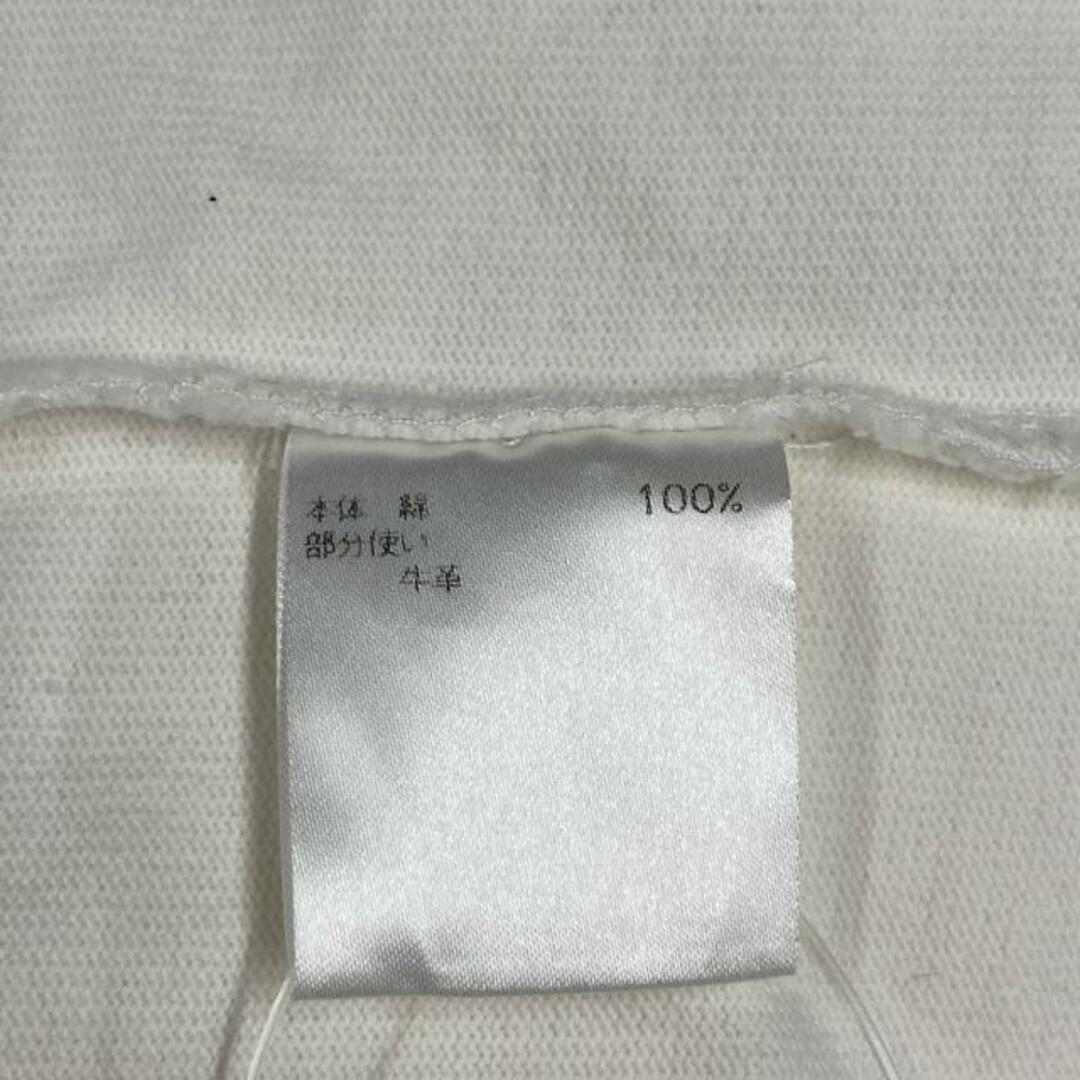 本体 綿 100%
部分使い
牛革